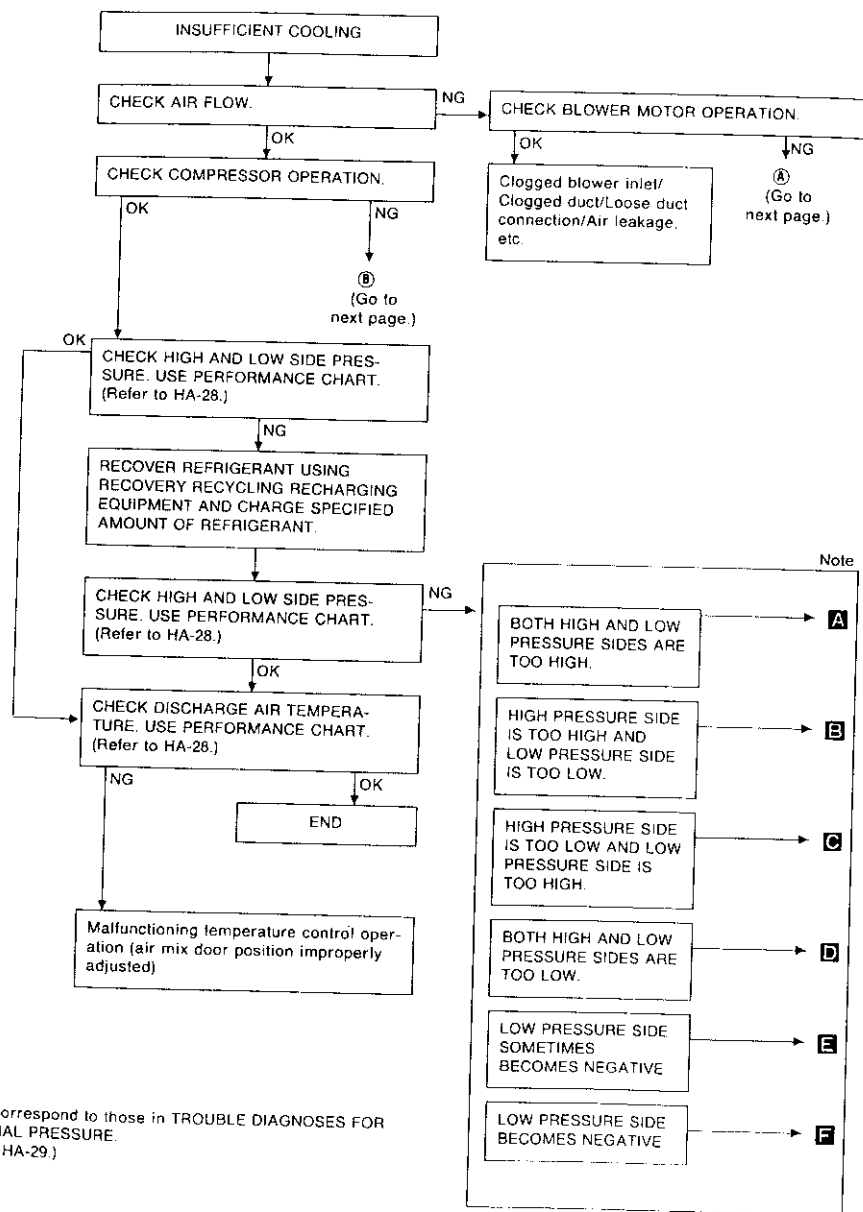 INSUFFICIENT COOLING
CHECK AIR FLOW.
NG
CHECK BLOWER MOTOR OPERATION.
OK
OK
NG
CHECK COMPRESSOR OPERATION.
Clogged blower inlet/
Clogged duct/Loose duct
connection/Air leakage,
etc.
Ⓐ
(Go to
next page.)
OK
NG
Ⓑ
(Go to
next page.)
OK
CHECK HIGH AND LOW SIDE PRES-
SURE. USE PERFORMANCE CHART.
(Refer to HA-28.)
NG
RECOVER REFRIGERANT USING
RECOVERY RECYCLING RECHARGING
EQUIPMENT AND CHARGE SPECIFIED
AMOUNT OF REFRIGERANT.
CHECK HIGH AND LOW SIDE PRES-
SURE. USE PERFORMANCE CHART.
(Refer to HA-28.)
NG
OK
CHECK DISCHARGE AIR TEMPERA-
TURE. USE PERFORMANCE CHART.
(Refer to HA-28.)
NG
OK
END
Malfunctioning temperature control oper-
ation (air mix door position improperly
adjusted)
Note
BOTH HIGH AND LOW
PRESSURE SIDES ARE
TOO HIGH.
A
HIGH PRESSURE SIDE
IS TOO HIGH AND
LOW PRESSURE SIDE
IS TOO LOW.
B
HIGH PRESSURE SIDE
IS TOO LOW AND LOW
PRESSURE SIDE IS
TOO HIGH.
C
BOTH HIGH AND LOW
PRESSURE SIDES ARE
TOO LOW.
D
LOW PRESSURE SIDE
SOMETIMES
BECOMES NEGATIVE
E
LOW PRESSURE SIDE
BECOMES NEGATIVE
F
orrespond to those in TROUBLE DIAGNOSES FOR
IAL PRESSURE.
HA-29.)